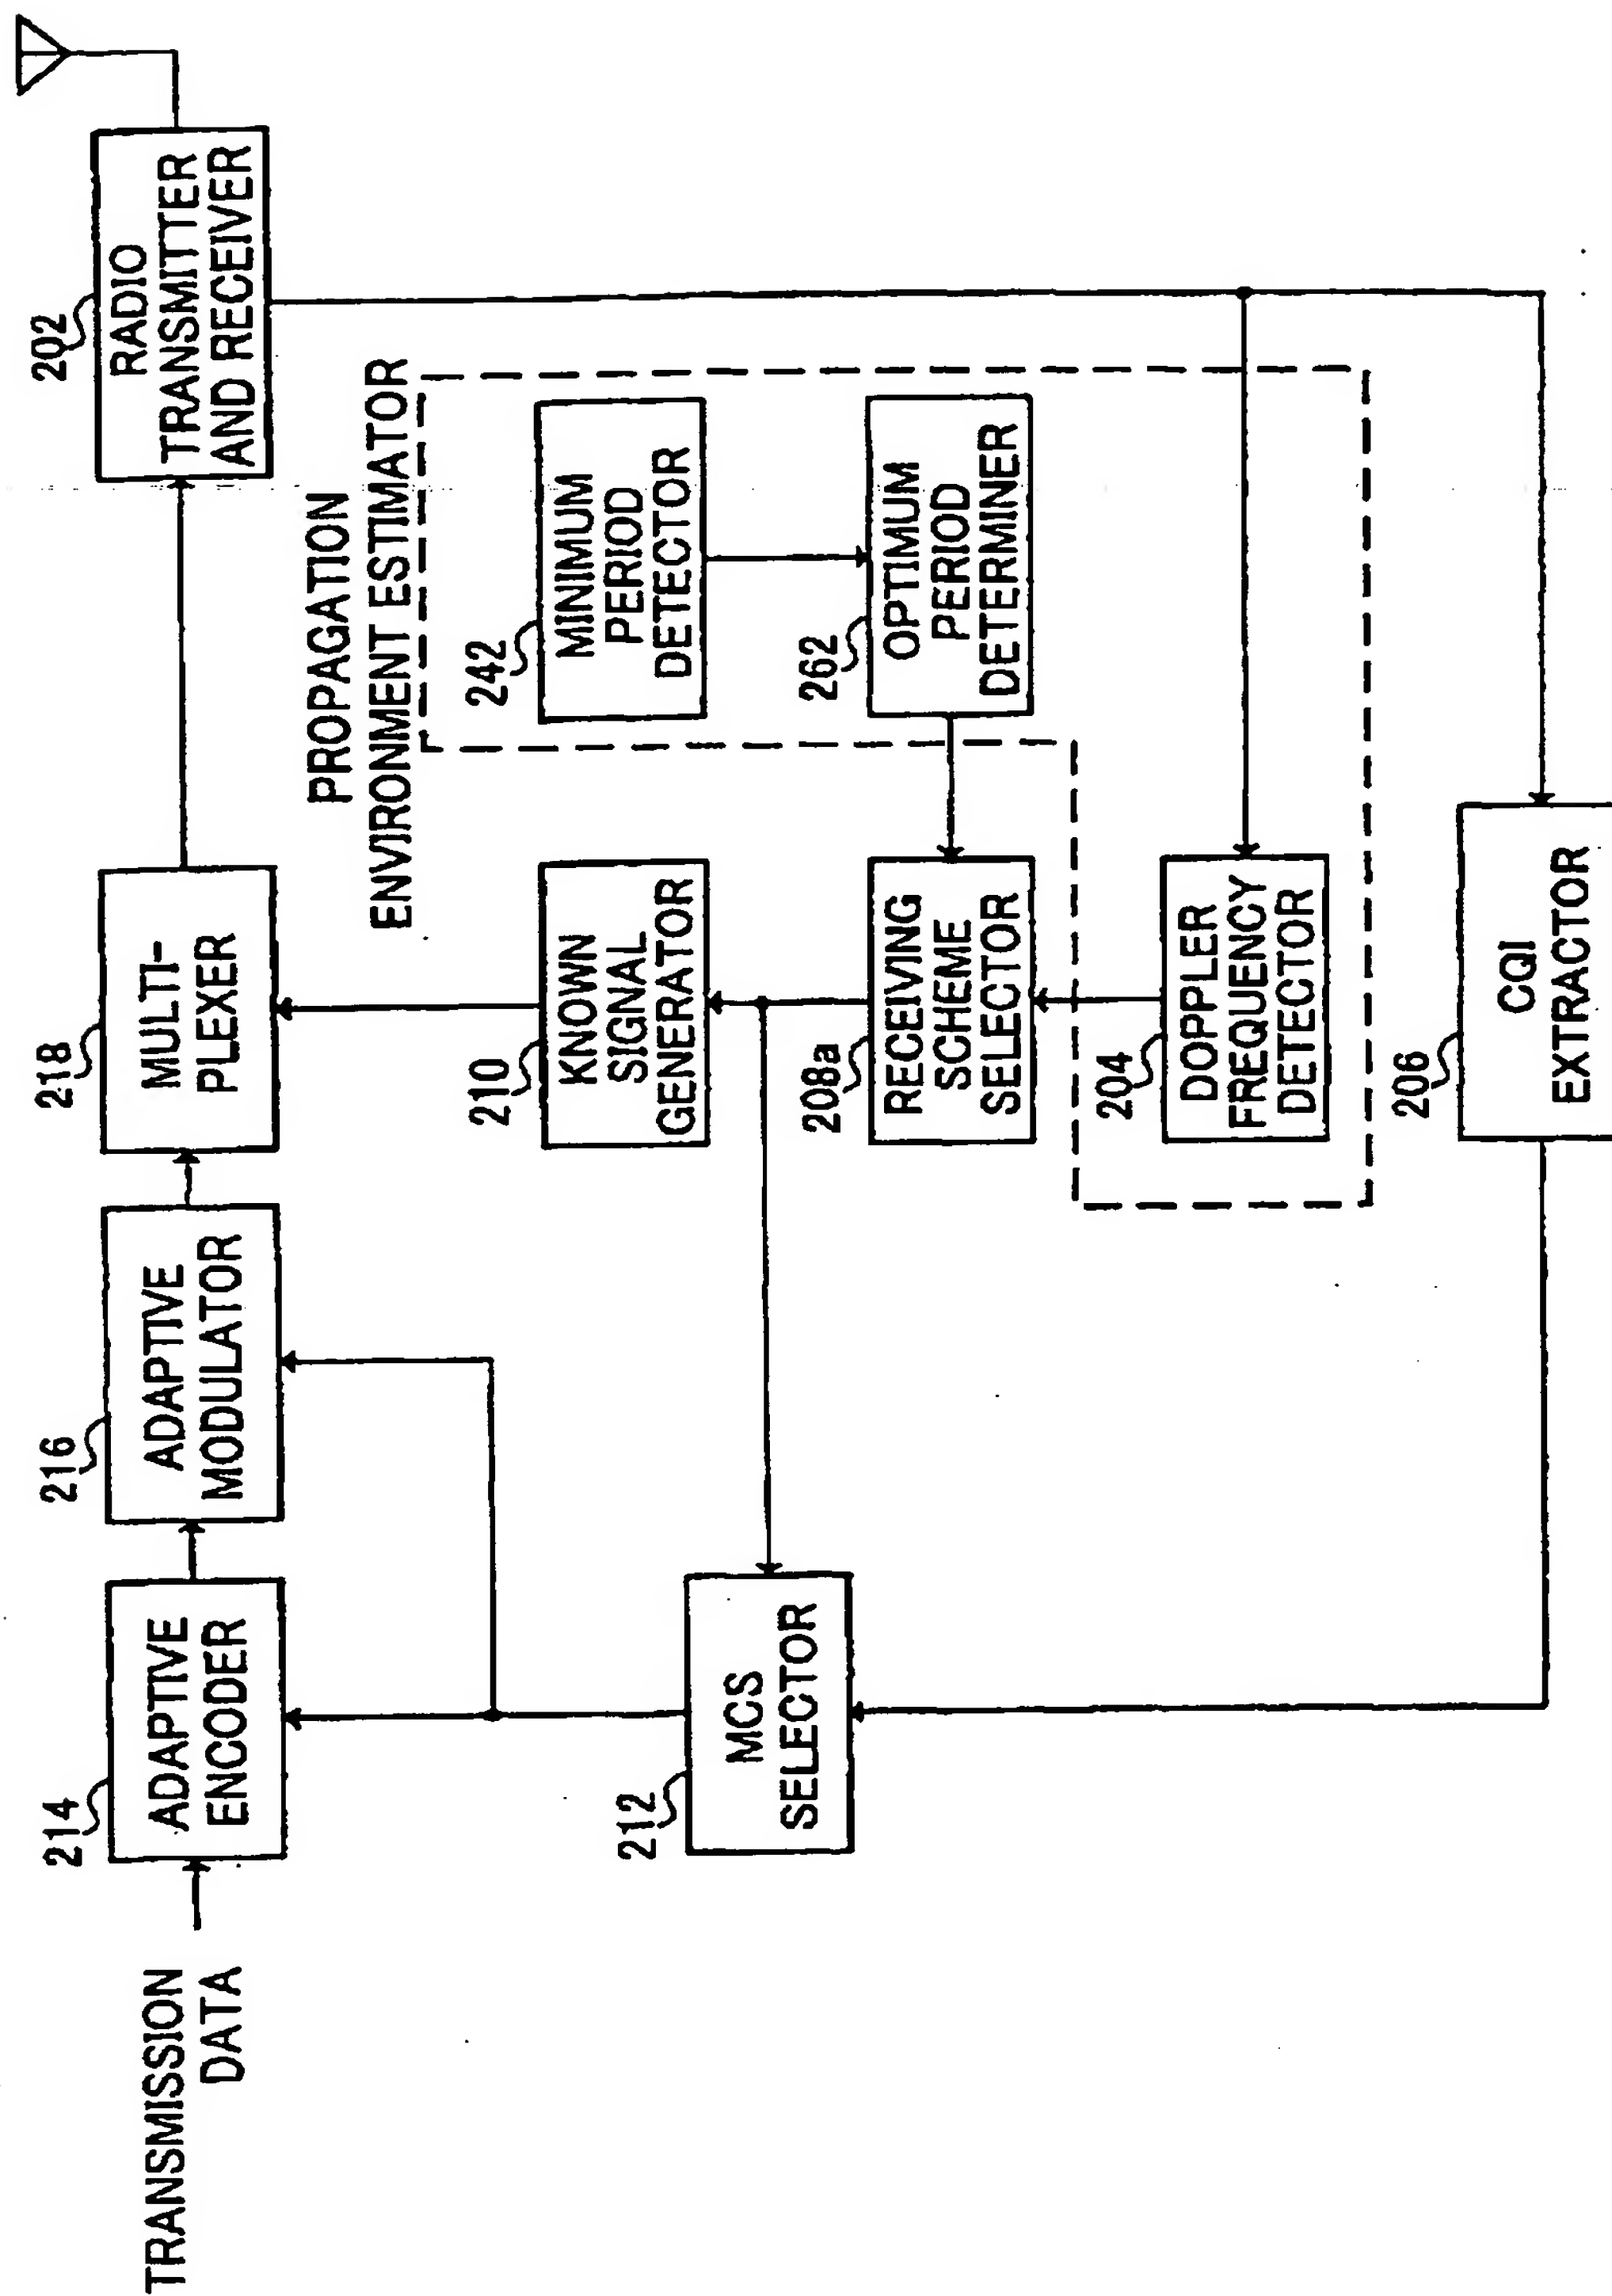 TRANSMISSION
DATA
214
ADAPTIVE
ENCODER
216
ADAPTIVE
MODULATOR
218
MULTI-
PLEXER
202
RADIO
TRANSMITTER
AND RECEIVER
PROPAGATION
ENVIRONMENT ESTIMATOR
212
MCS
SELECTOR
210
KNOWN
SIGNAL
GENERATOR
242
MINIMUM
PERIOD
DETECTOR
208a
RECEIVING
SCHEME
SELECTOR
262
OPTIMUM
PERIOD
DETERMINER
204
DOPPLER
FREQUENCY
DETECTOR
206
CQI
EXTRACTOR